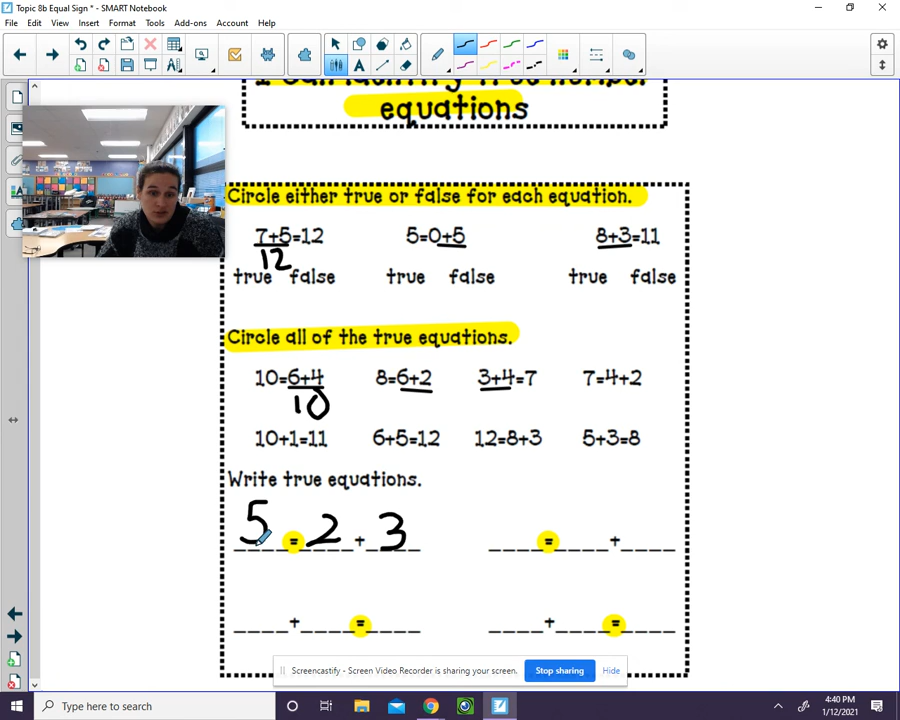 Topic 8b Equal Sign * - SMART Notebook
File Edit View Insert Format Tools Add-ons Account Help
equations
Circle either true or false for each equation.
7+5=12 5=0+5 8+3=11
12
true false true false true false
Circle all of the true equations.
10=6+4 8=6+2 3+4=7 7=4+2
10
10+1=11 6+5=12 12=8+3 5+3=8
Write true equations.
5 = 2 + 3 = +
+ = + =
Screencastify - Screen Video Recorder is sharing your screen. Stop sharing Hide
Type here to search
4:40 PM
1/12/2021